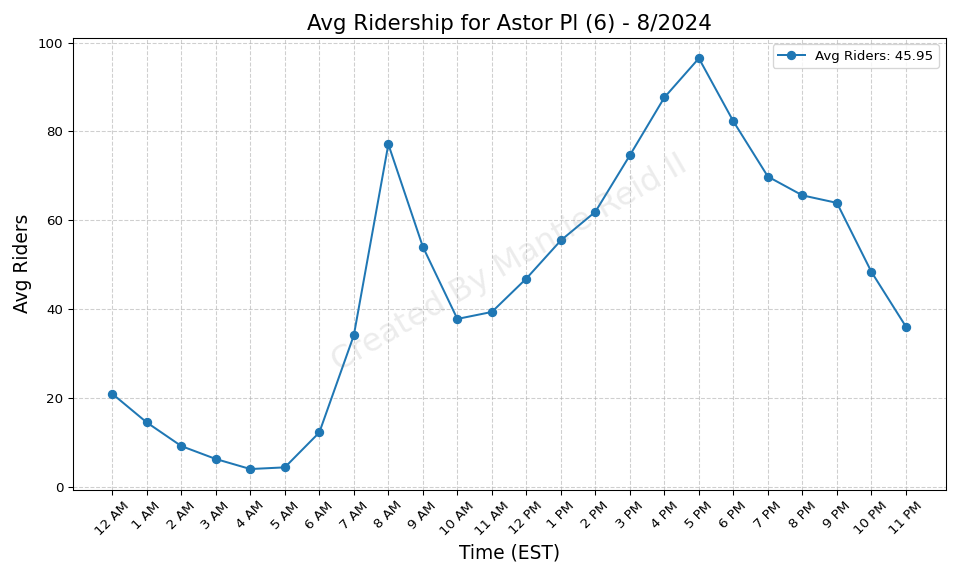 Avg Ridership for Astor Pl (6) - 8/2024
Avg Riders: 45.95
100
80
60
40
20
0
Avg Riders
Created By Mantle Reid II
12 AM
1 AM
2 AM
3 AM
4 AM
5 AM
6 AM
7 AM
8 AM
9 AM
10 AM
11 AM
12 PM
1 PM
2 PM
3 PM
4 PM
5 PM
6 PM
7 PM
8 PM
9 PM
10 PM
11 PM
Time (EST)